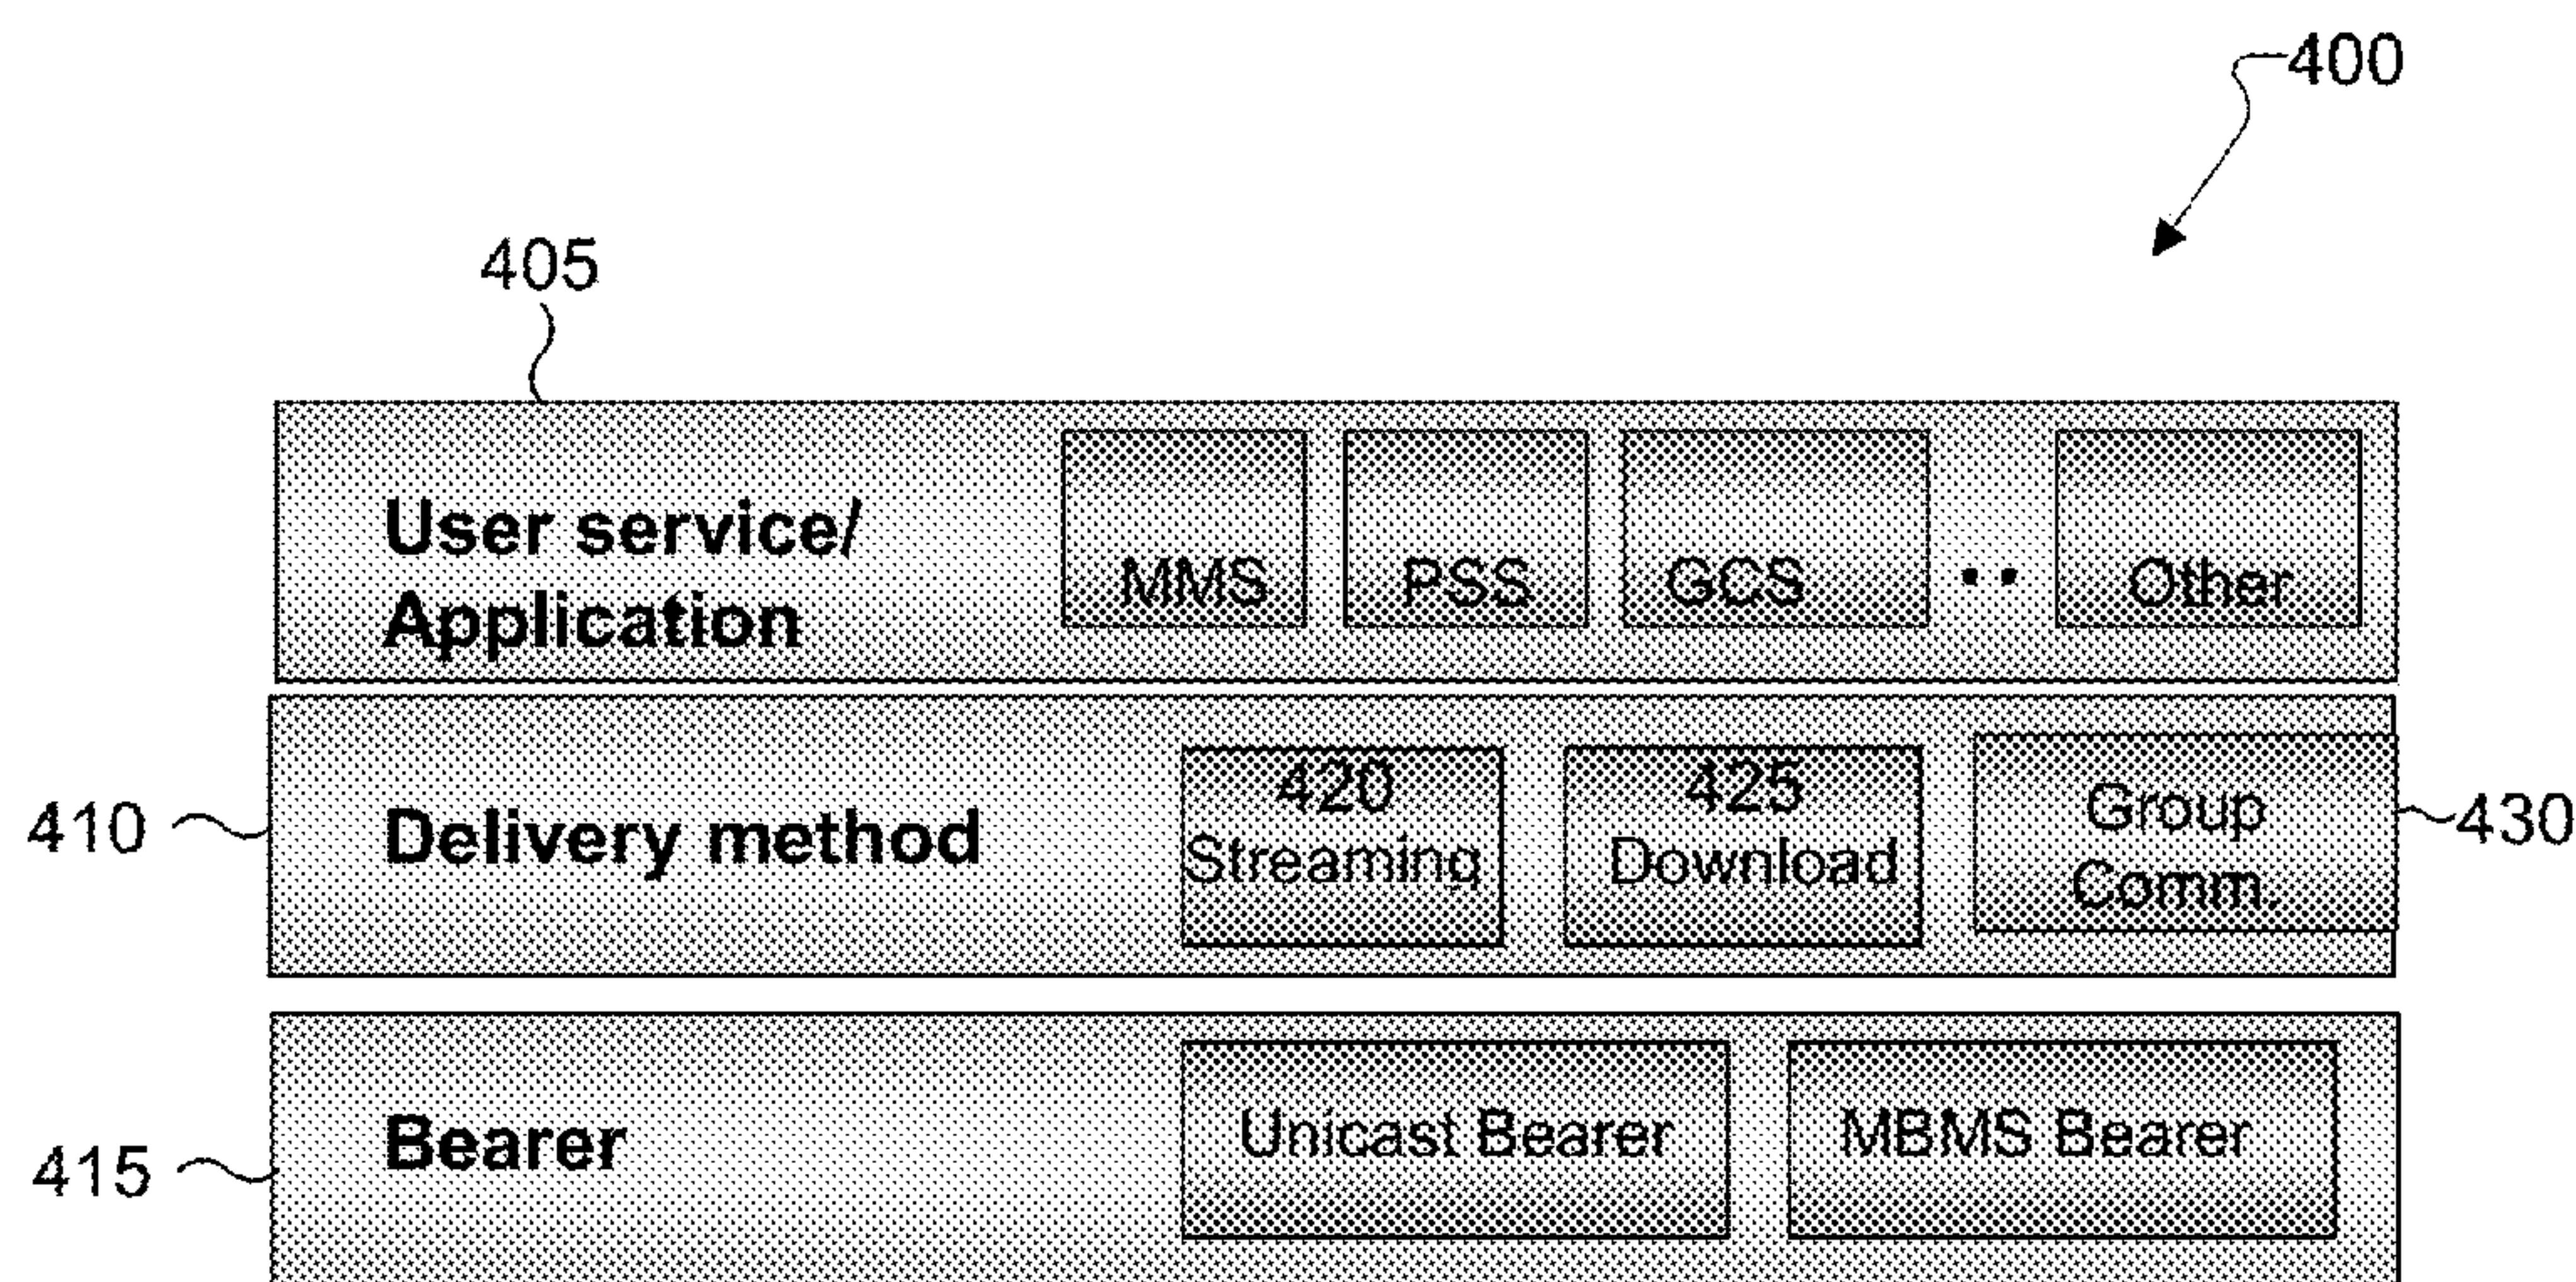 400
405
User service/
Application
MMS
PSS
GCS
..
Other
410
Delivery method
420
Streaming
425
Download
Group
Comm.
430
415
Bearer
Unicast Bearer
MBMS Bearer